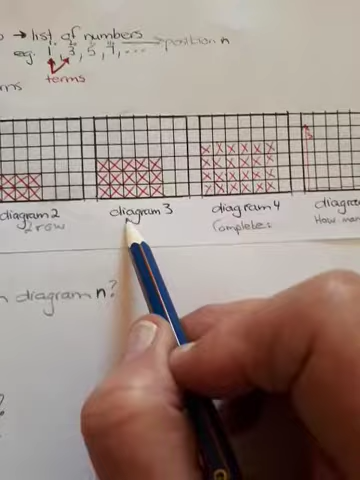 → list of numbers
eg. 1, 3, 5, 7, ... position n
terms
ms
diagram 2 diagram 3 diagram 4 diagram
2 row Complete: How man
diagram n?
?